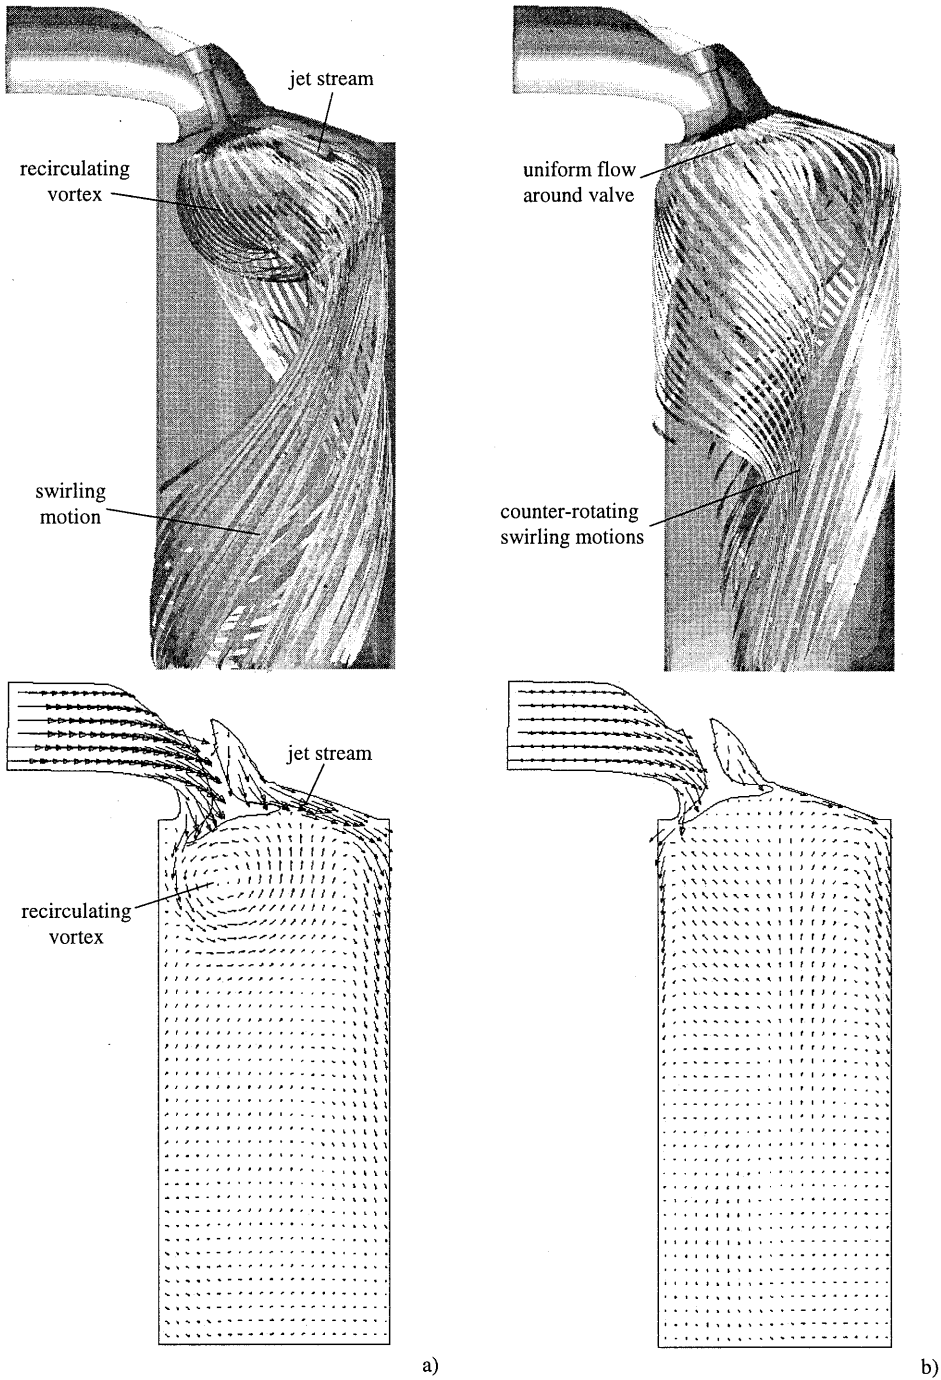 jet stream
recirculating
vortex
swirling
motion
uniform flow
around valve
counter-rotating
swirling motions
jet stream
recirculating
vortex
a)
b)